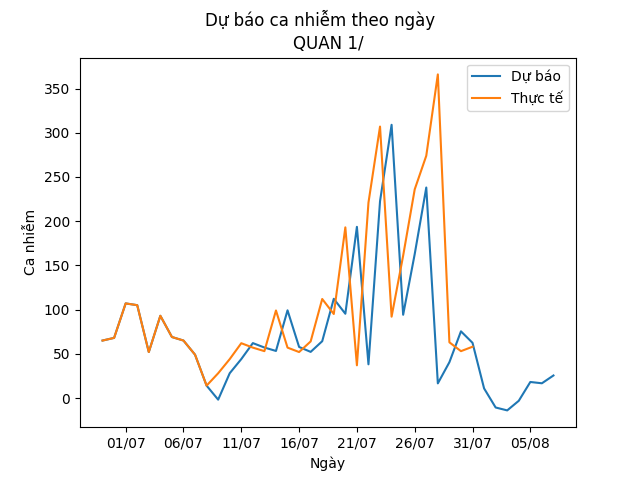 Dự báo ca nhiễm theo ngày
QUAN 1/
Dự báo
Thực tế
Ca nhiễm
350
300
250
200
150
100
50
0
01/07 06/07 11/07 16/07 21/07 26/07 31/07 05/08
Ngày